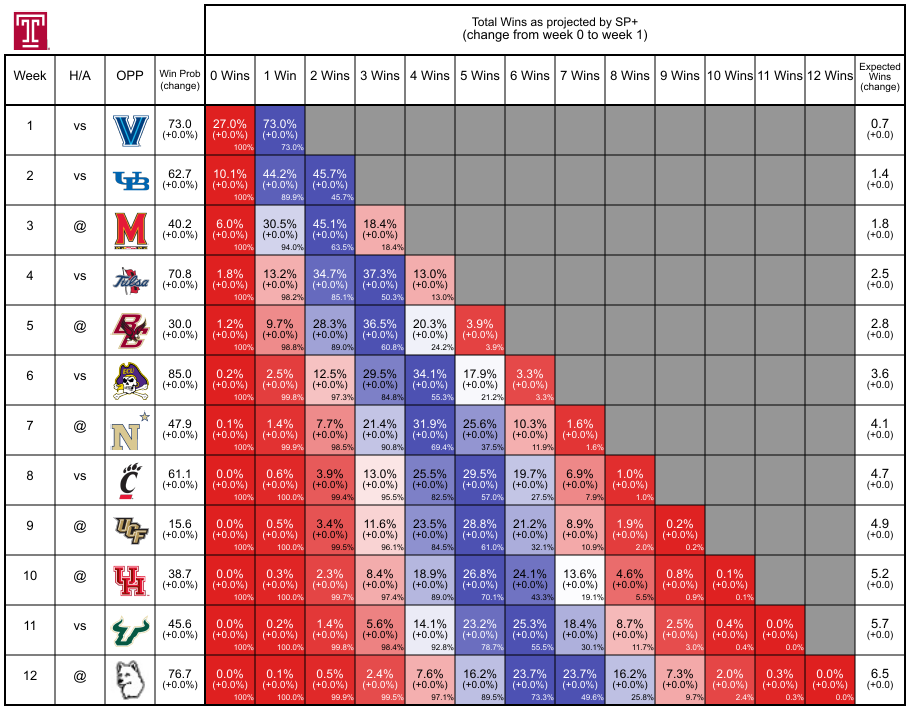 T
Total Wins as projected by SP+
(change from week 0 to week 1)
Week H/A OPP Win Prob (change) 0 Wins 1 Win 2 Wins 3 Wins 4 Wins 5 Wins 6 Wins 7 Wins 8 Wins 9 Wins 10 Wins 11 Wins 12 Wins Expected Wins (change)
1 vs V 73.0 27.0% 73.0% 0.7
(+0.0%) (+0.0%) (+0.0%) (+0.0)
100% 73.0%
2 vs UB 62.7 10.1% 44.2% 45.7% 1.4
(+0.0%) (+0.0%) (+0.0%) (+0.0%) (+0.0)
100% 89.9% 45.7%
3 @ M 40.2 6.0% 30.5% 45.1% 18.4% 1.8
(+0.0%) (+0.0%) (+0.0%) (+0.0%) (+0.0%) (+0.0)
100% 94.0% 63.5% 18.4%
4 vs Tulsa 70.8 1.8% 13.2% 34.7% 37.3% 13.0% 2.5
(+0.0%) (+0.0%) (+0.0%) (+0.0%) (+0.0%) (+0.0%) (+0.0)
100% 98.2% 85.1% 50.3% 13.0%
5 @ BC 30.0 1.2% 9.7% 28.3% 36.5% 20.3% 3.9% 2.8
(+0.0%) (+0.0%) (+0.0%) (+0.0%) (+0.0%) (+0.0%) (+0.0%) (+0.0)
100% 98.8% 89.0% 60.8% 24.2% 3.9%
6 vs ECU 85.0 0.2% 2.5% 12.5% 29.5% 34.1% 17.9% 3.3% 3.6
(+0.0%) (+0.0%) (+0.0%) (+0.0%) (+0.0%) (+0.0%) (+0.0%) (+0.0%) (+0.0)
100% 99.8% 97.3% 84.8% 55.3% 21.2% 3.3%
7 @ N 47.9 0.1% 1.4% 7.7% 21.4% 31.9% 25.6% 10.3% 1.6% 4.1
(+0.0%) (+0.0%) (+0.0%) (+0.0%) (+0.0%) (+0.0%) (+0.0%) (+0.0%) (+0.0%) (+0.0)
100% 99.9% 98.5% 90.8% 69.4% 37.5% 11.9% 1.6%
8 vs C 61.1 0.0% 0.6% 3.9% 13.0% 25.5% 29.5% 19.7% 6.9% 1.0% 4.7
(+0.0%) (+0.0%) (+0.0%) (+0.0%) (+0.0%) (+0.0%) (+0.0%) (+0.0%) (+0.0%) (+0.0%) (+0.0)
100% 100.0% 99.4% 95.5% 82.5% 57.0% 27.5% 7.9% 1.0%
9 @ UCF 15.6 0.0% 0.5% 3.4% 11.6% 23.5% 28.8% 21.2% 8.9% 1.9% 0.2% 4.9
(+0.0%) (+0.0%) (+0.0%) (+0.0%) (+0.0%) (+0.0%) (+0.0%) (+0.0%) (+0.0%) (+0.0%) (+0.0%) (+0.0)
100% 100.0% 99.5% 96.1% 84.5% 61.0% 32.1% 10.9% 2.0% 0.2%
10 @ UH 38.7 0.0% 0.3% 2.3% 8.4% 18.9% 26.8% 24.1% 13.6% 4.6% 0.8% 0.1% 5.2
(+0.0%) (+0.0%) (+0.0%) (+0.0%) (+0.0%) (+0.0%) (+0.0%) (+0.0%) (+0.0%) (+0.0%) (+0.0%) (+0.0%) (+0.0)
100% 100.0% 99.7% 97.4% 89.0% 70.1% 43.3% 19.1% 5.5% 0.9% 0.1%
11 vs 45.6 0.0% 0.2% 1.4% 5.6% 14.1% 23.2% 25.3% 18.4% 8.7% 2.5% 0.4% 0.0% 5.7
(+0.0%) (+0.0%) (+0.0%) (+0.0%) (+0.0%) (+0.0%) (+0.0%) (+0.0%) (+0.0%) (+0.0%) (+0.0%) (+0.0%) (+0.0%) (+0.0)
100% 100.0% 99.8% 98.4% 92.8% 78.7% 55.5% 30.1% 11.7% 3.0% 0.4% 0.0%
12 @ 76.7 0.0% 0.1% 0.5% 2.4% 7.6% 16.2% 23.7% 23.7% 16.2% 7.3% 2.0% 0.3% 0.0% 6.5
(+0.0%) (+0.0%) (+0.0%) (+0.0%) (+0.0%) (+0.0%) (+0.0%) (+0.0%) (+0.0%) (+0.0%) (+0.0%) (+0.0%) (+0.0%) (+0.0%) (+0.0)
100% 100.0% 99.9% 99.5% 97.1% 89.5% 73.3% 49.6% 25.8% 9.7% 2.4% 0.3% 0.0%